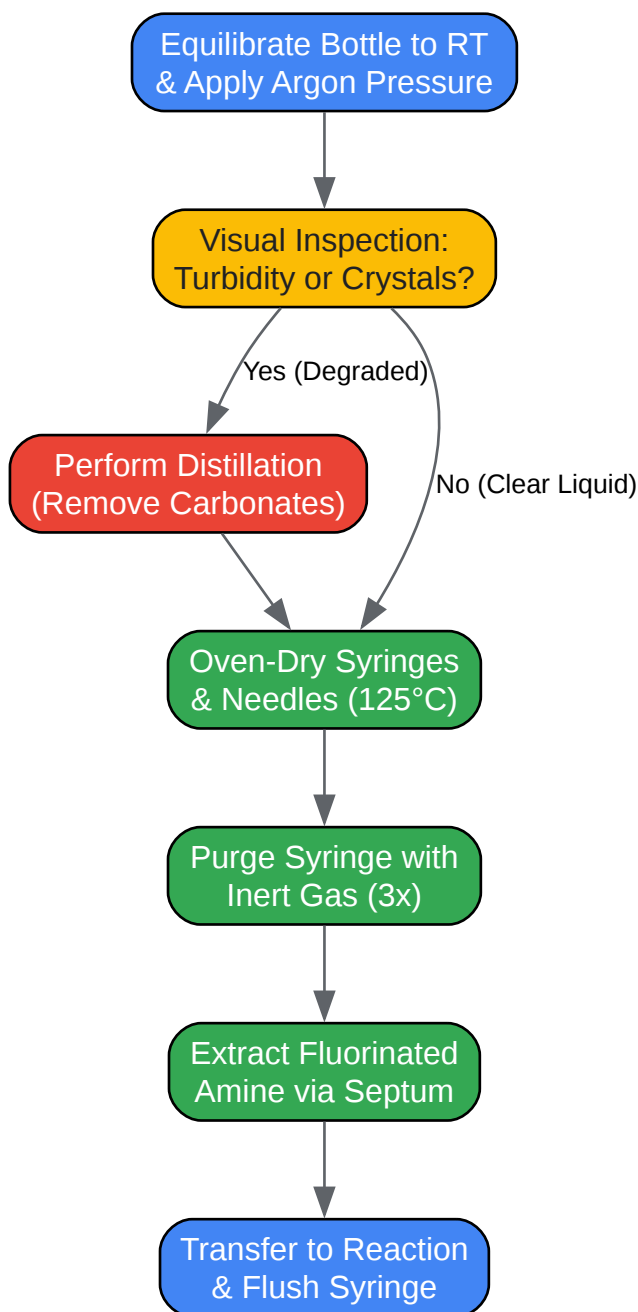 Equilibrate Bottle to RT
& Apply Argon Pressure
Visual Inspection:
Turbidity or Crystals?
Yes (Degraded)
Perform Distillation
(Remove Carbonates)
No (Clear Liquid)
Oven-Dry Syringes
& Needles (125°C)
Purge Syringe with
Inert Gas (3x)
Extract Fluorinated
Amine via Septum
Transfer to Reaction
& Flush Syringe